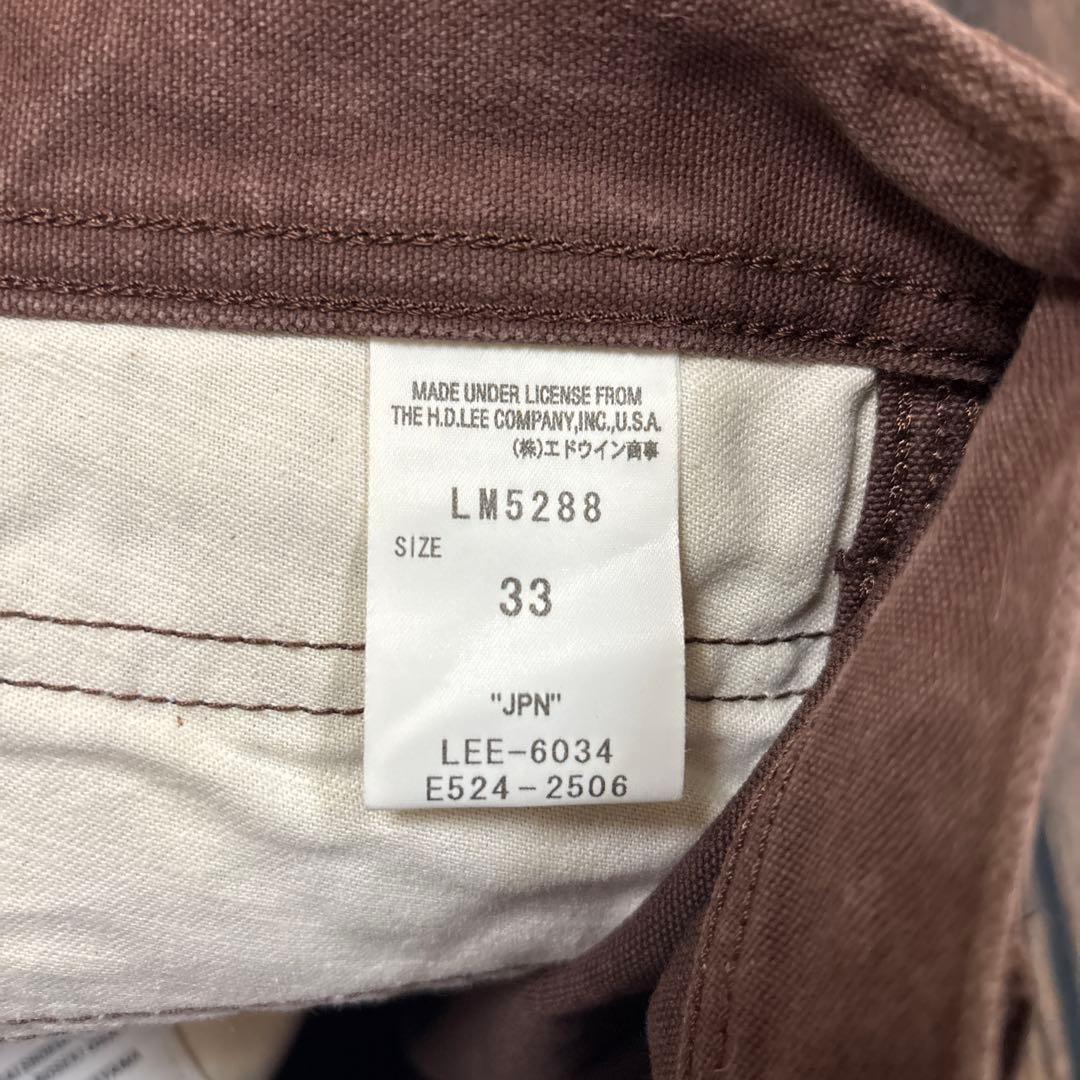 MADE UNDER LICENSE FROM
THE H.D.LEE COMPANY,INC.,U.S.A.
(株)エドウイン商事
LM5288
SIZE
33
"JPN"
LEE-6034
E524-2506